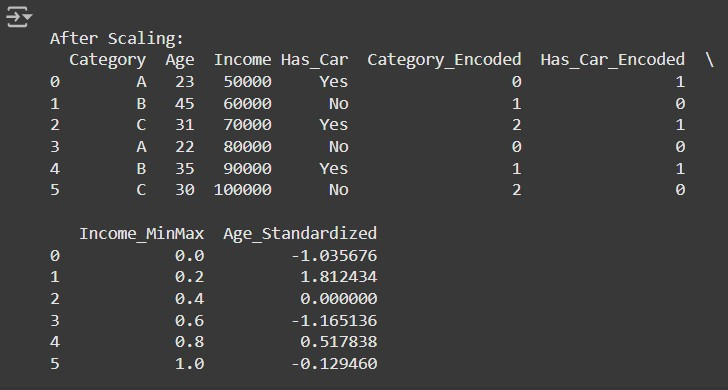 After Scaling:
  Category  Age  Income Has_Car  Category_Encoded  Has_Car_Encoded  \
0        A   23   50000     Yes                 0                1
1        B   45   60000      No                 1                0
2        C   31   70000     Yes                 2                1
3        A   22   80000      No                 0                0
4        B   35   90000     Yes                 1                1
5        C   30  100000      No                 2                0
   Income_MinMax  Age_Standardized
0            0.0         -1.035676
1            0.2          1.812434
2            0.4          0.000000
3            0.6         -1.165136
4            0.8          0.517838
5            1.0         -0.129460